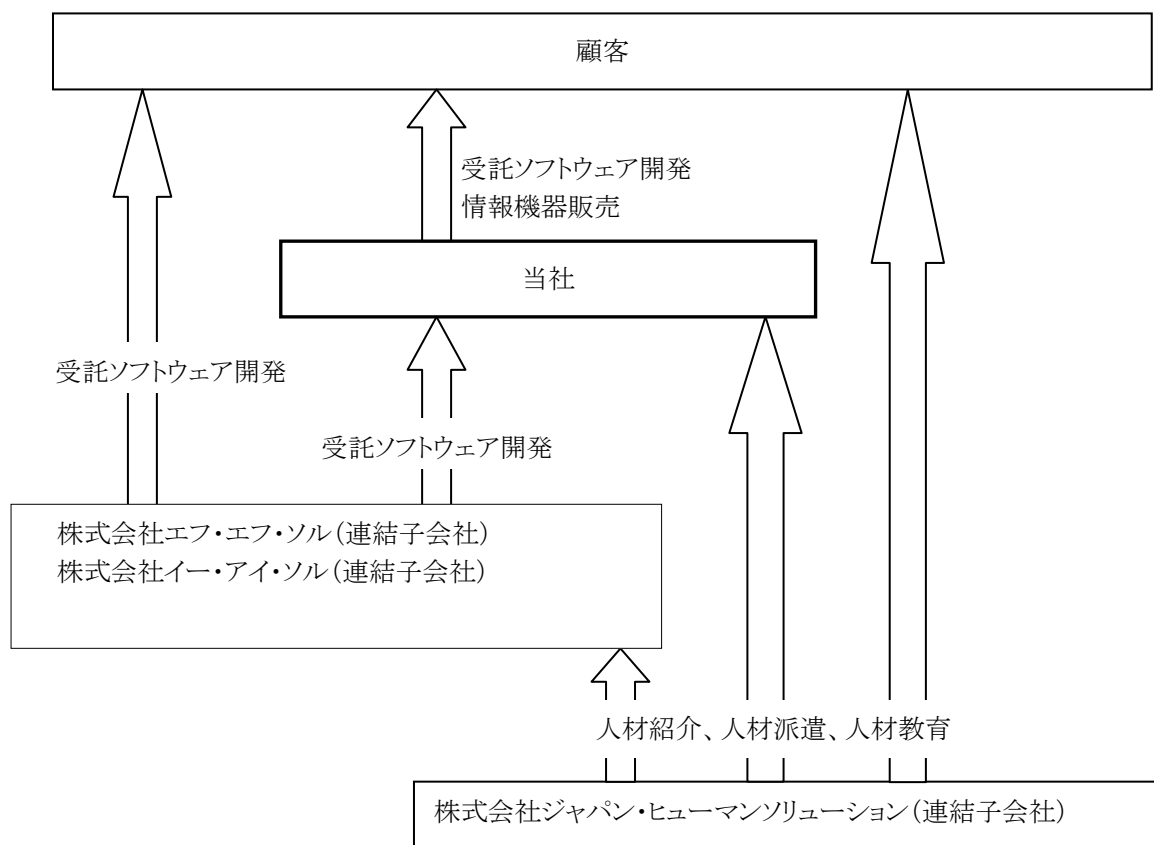 顧客
受託ソフトウェア開発
情報機器販売
当社
受託ソフトウェア開発
受託ソフトウェア開発
株式会社エフ・エフ・ソル(連結子会社)
株式会社イー・アイ・ソル(連結子会社)
人材紹介、人材派遣、人材教育
株式会社ジャパン・ヒューマンソリューション(連結子会社)